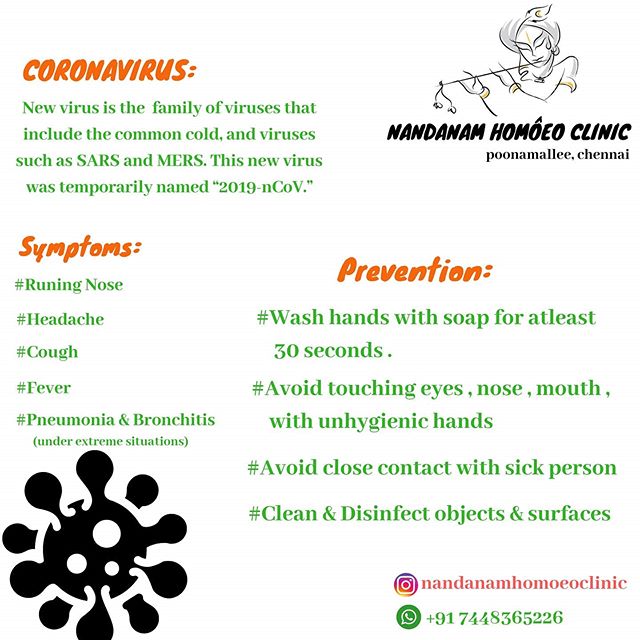 CORONAVIRUS:
New virus is the family of viruses that
include the common cold, and viruses
such as SARS and MERS. This new virus
was temporarily named “2019-nCoV.”
NANDANAM HOMÔEO CLINIC
poonamallee, chennai
Symptoms:
#Runing Nose
#Headache
#Cough
#Fever
#Pneumonia & Bronchitis
(under extreme situations)
Prevention:
#Wash hands with soap for atleast
30 seconds .
#Avoid touching eyes , nose , mouth ,
with unhygienic hands
#Avoid close contact with sick person
#Clean & Disinfect objects & surfaces
nandanamhomoeoclinic
+91 7448365226